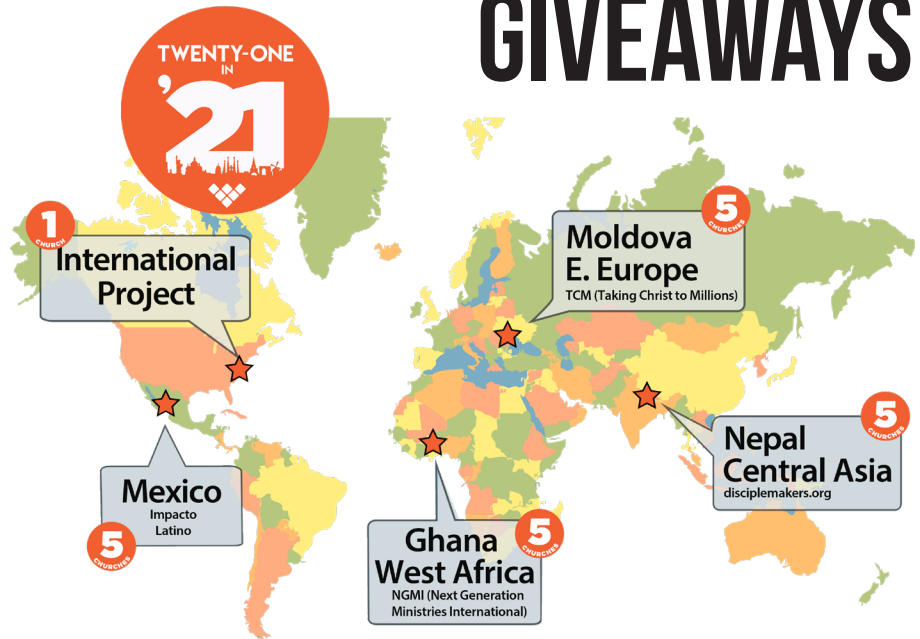 GIVEAWAYS
TWENTY-ONE
IN
’21
1
CHURCH
International
Project
5
CHURCHES
Moldova
E. Europe
TCM (Taking Christ to Millions)
5
CHURCHES
Nepal
Central Asia
disciplemakers.org
Mexico
Impacto
Latino
5
CHURCHES
5
CHURCHES
Ghana
West Africa
NGMI (Next Generation
Ministries International)